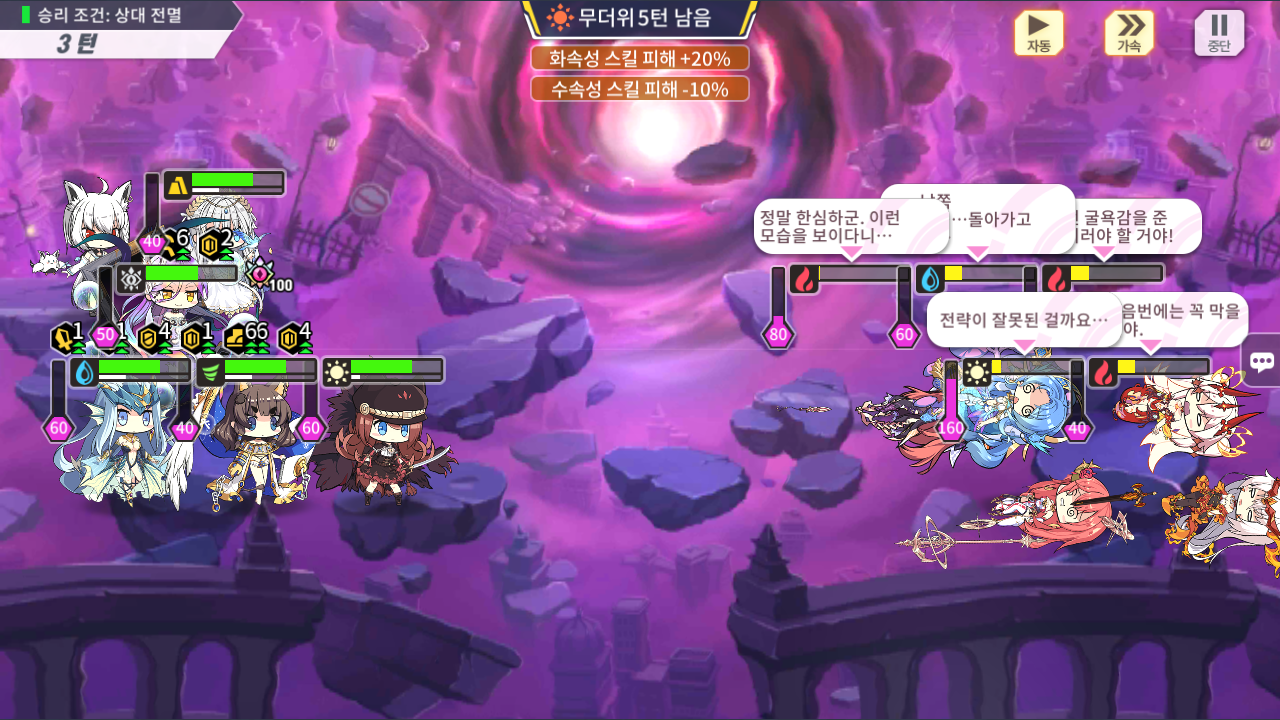 승리 조건: 상대 전멸
3 턴
무더위 5턴 남음
화속성 스킬 피해 +20%
수속성 스킬 피해 -10%
자동
가속
중단
정말 한심하군. 이런
모습을 보이다니…
…돌아가고
굴욕감을 준
러야 할 거야!
전략이 잘못된 걸까요…
음번에는 꼭 막을
야.
40
6
2
100
50
1
1
4
1
66
4
60
40
60
80
60
160
40